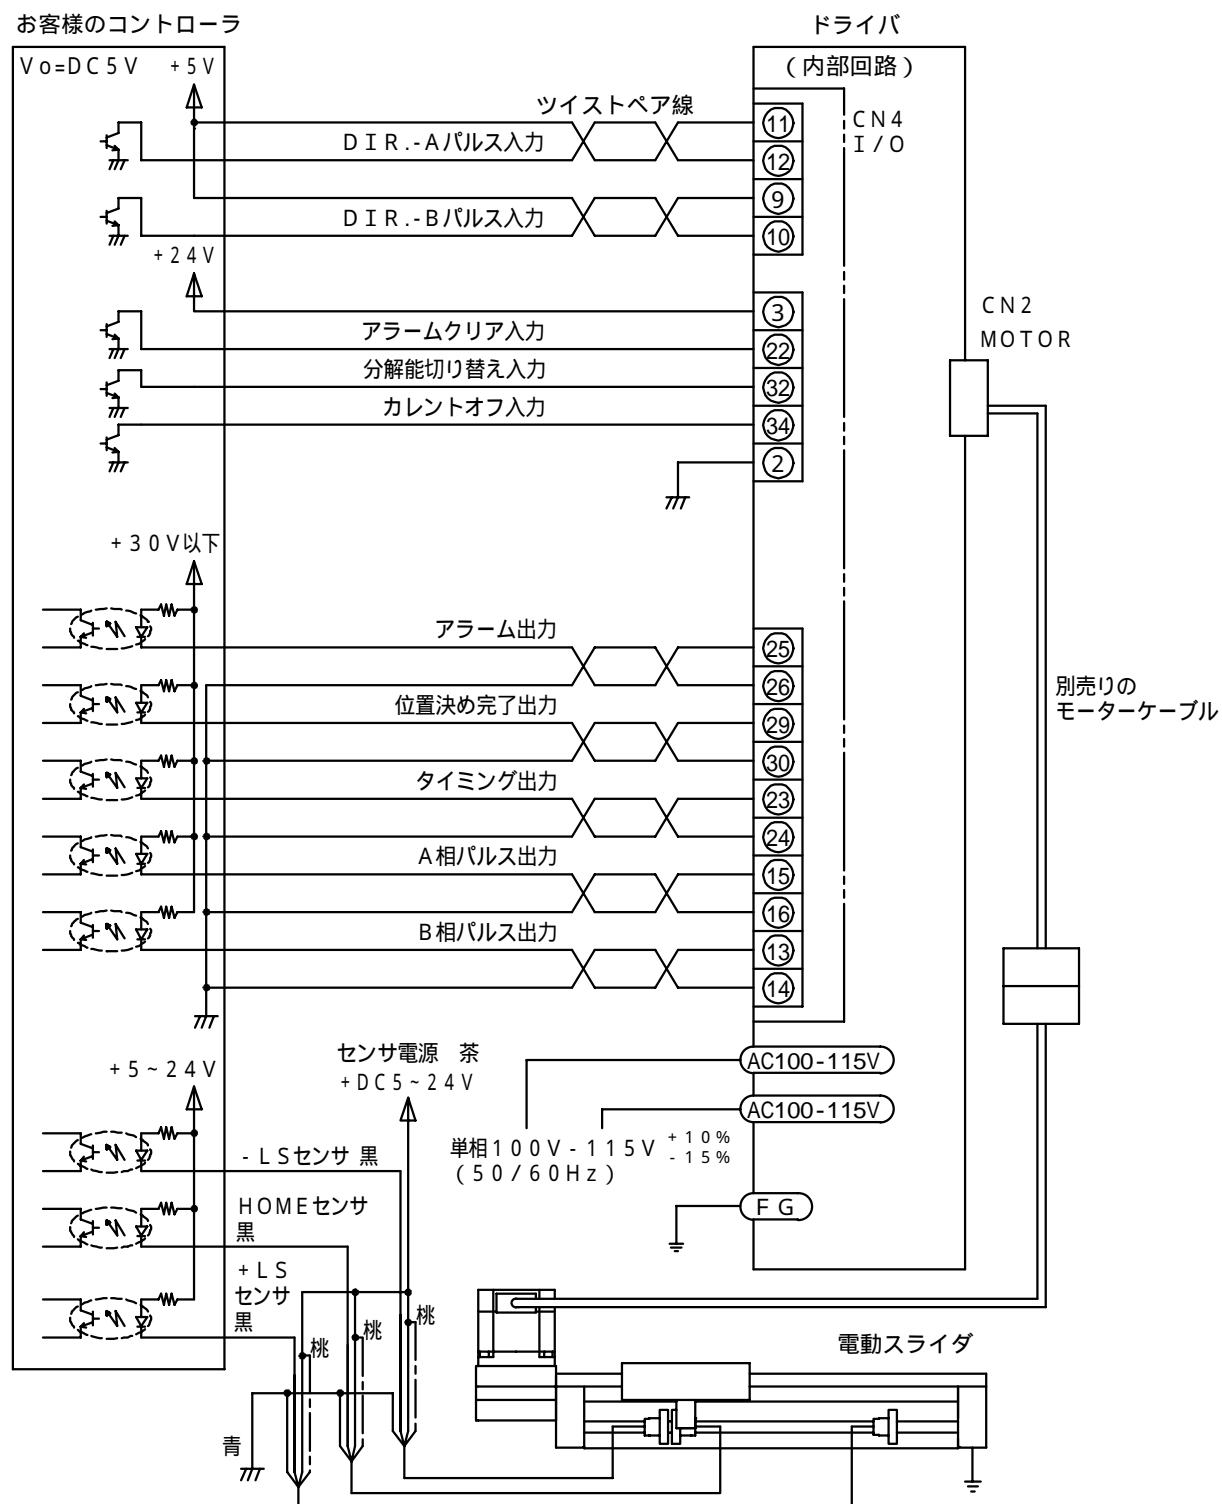 お客様のコントローラ
ドライバ
Vo=DC5V +5V
(内部回路)
ツイストペア線
CN4
I/O
DIR.-Aパルス入力
11
12
9
DIR.-Bパルス入力
10
+24V
3
CN2
MOTOR
アラームクリア入力
22
分解能切り替え入力
32
カレントオフ入力
34
2
+30V以下
アラーム出力
25
26
位置決め完了出力
29
30
タイミング出力
23
24
A相パルス出力
15
16
B相パルス出力
13
14
別売りの
モーターケーブル
センサ電源 茶
+DC5~24V
+5~24V
AC100-115V
AC100-115V
単相100V-115V +10%
-15%
(50/60Hz)
-LSセンサ 黒
HOMEセンサ
黒
FG
+LS
センサ
黒
桃
桃
桃
電動スライダ
青